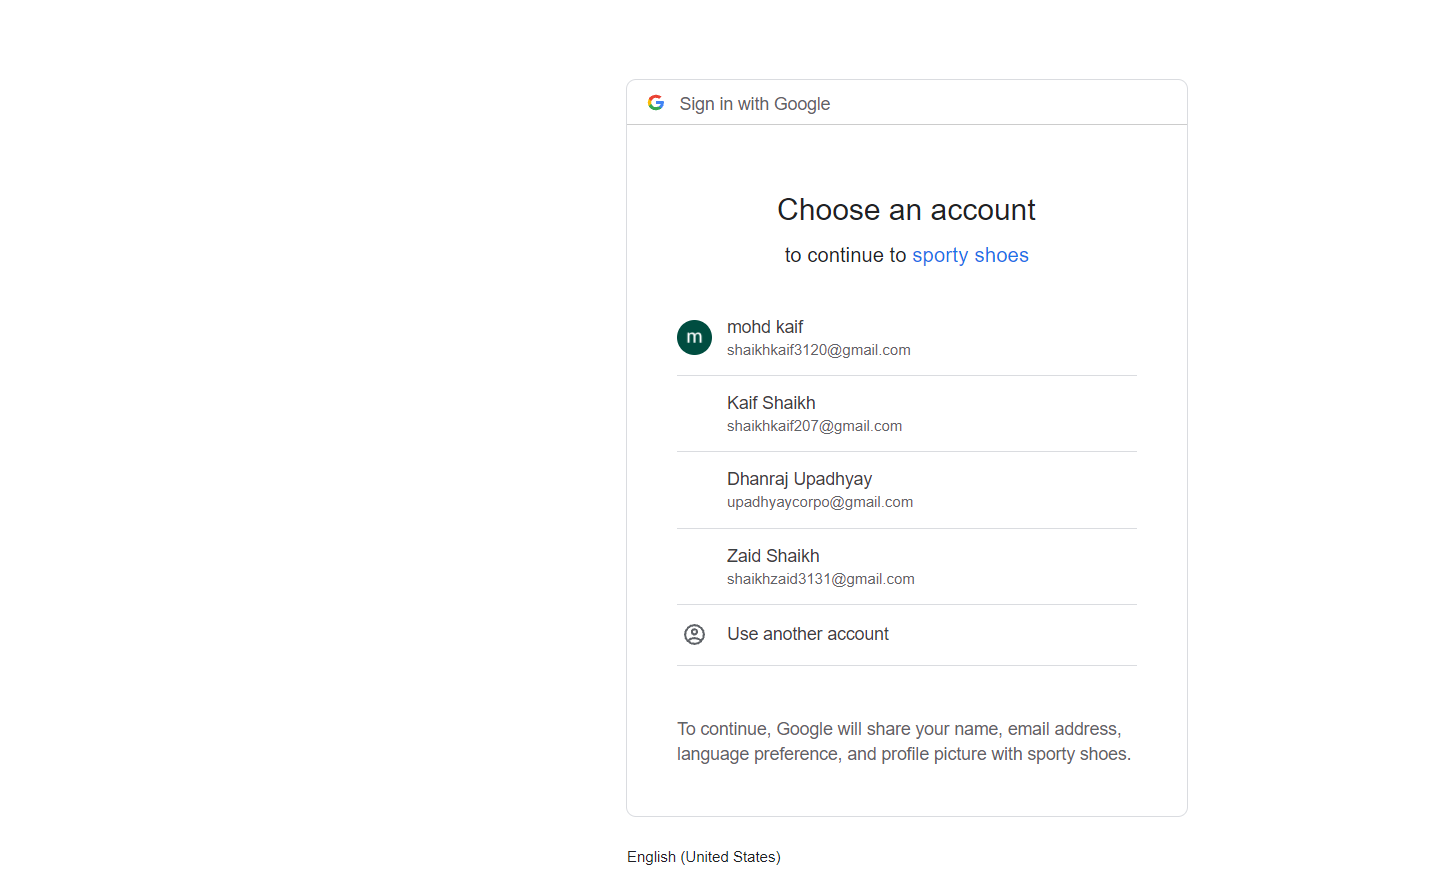 Sign in with Google
Choose an account
to continue to sporty shoes
m
mohd kaif
shaikhkaif3120@gmail.com
Kaif Shaikh
shaikhkaif207@gmail.com
Dhanraj Upadhyay
upadhyaycorpo@gmail.com
Zaid Shaikh
shaikhzaid3131@gmail.com
Use another account
To continue, Google will share your name, email address,
language preference, and profile picture with sporty shoes.
English (United States)